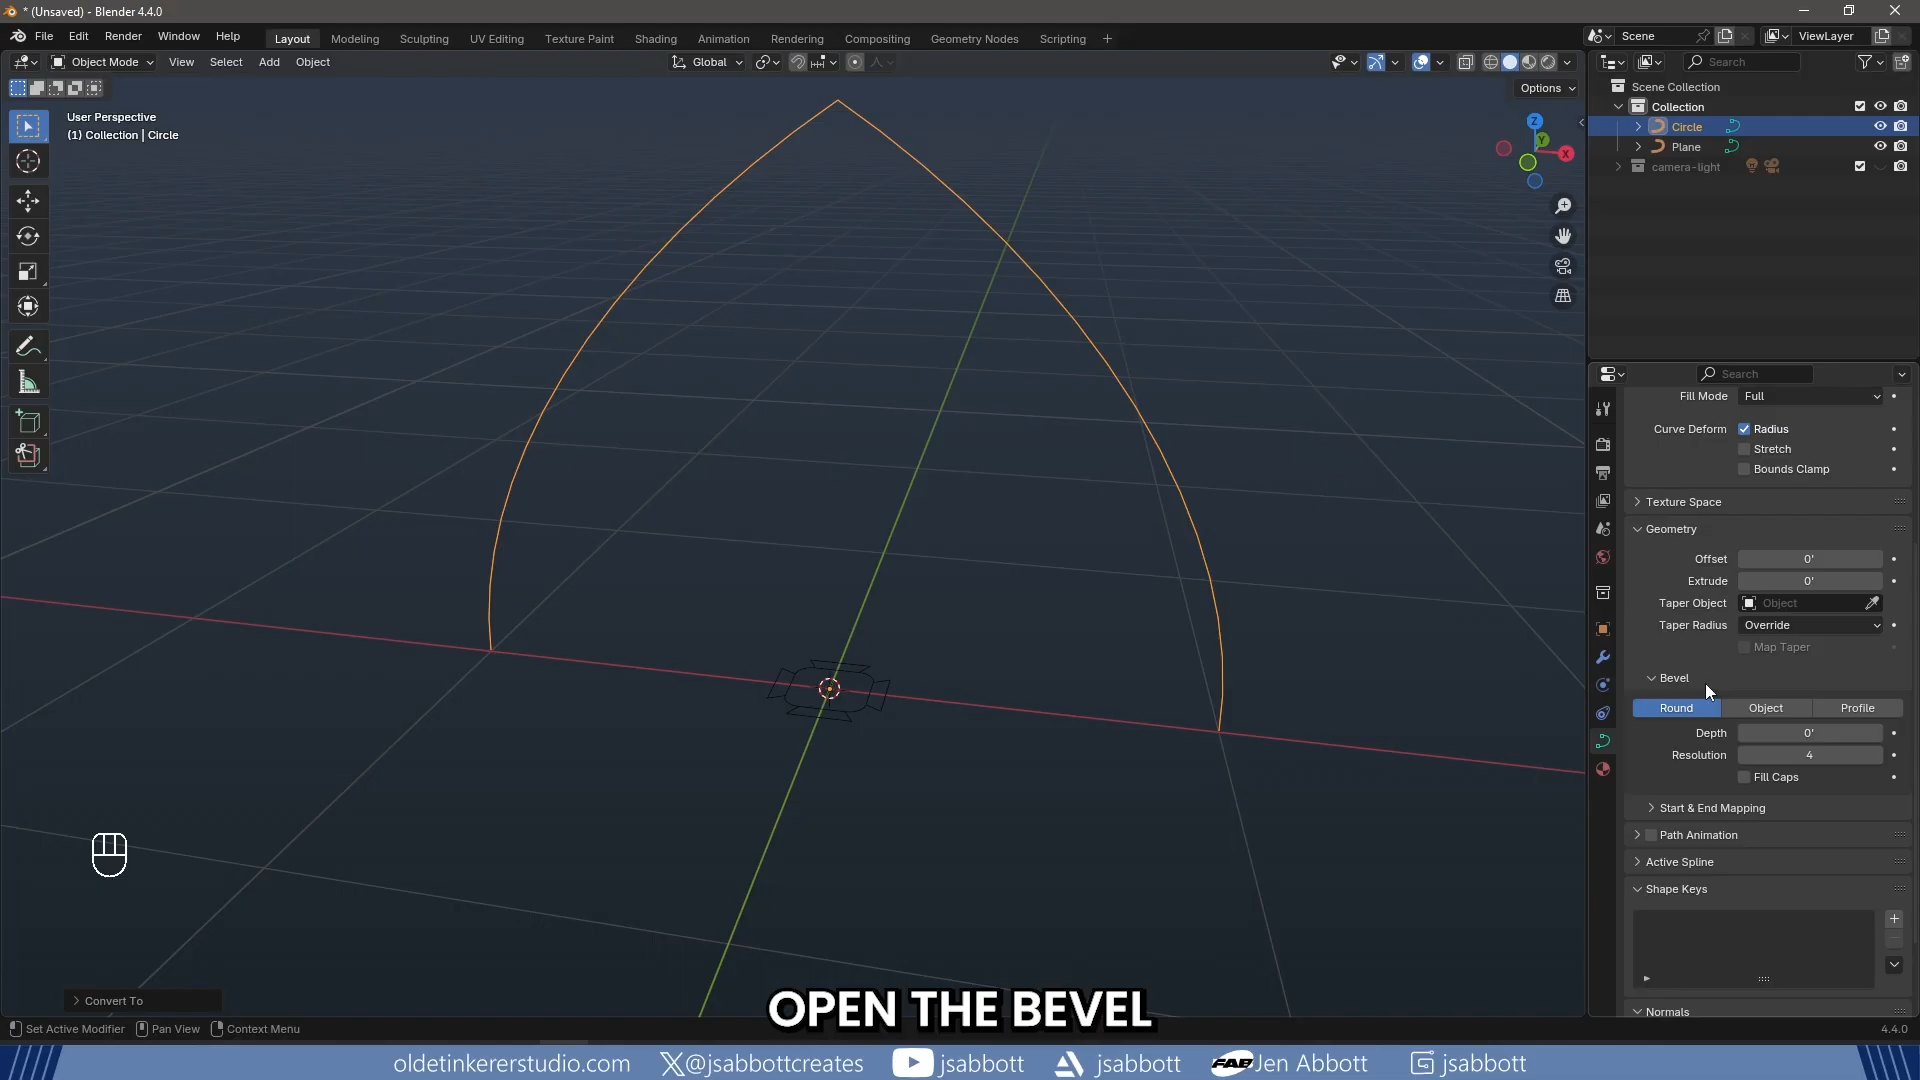 * (Unsaved) - Blender 4.4.0
File Edit Render Window Help
Layout Modeling Sculpting UV Editing Texture Paint Shading Animation Rendering Compositing Geometry Nodes Scripting +
Scene ViewLayer
Object Mode View Select Add Object
Global
Search
Options
User Perspective
(1) Collection | Circle
Z
Y
X
Scene Collection
Collection
Circle
Plane
camera-light
Search
Fill Mode Full
Curve Deform Radius
Stretch
Bounds Clamp
Texture Space
Geometry
Offset 0'
Extrude 0'
Taper Object Object
Taper Radius Override
Map Taper
Bevel
Round Object Profile
Depth 0'
Resolution 4
Fill Caps
Start & End Mapping
Path Animation
Active Spline
Shape Keys
Normals
Convert To
OPEN THE BEVEL
Set Active Modifier Pan View Context Menu
4.4.0
oldetinkererstudio.com X@jsabbottcreates jsabbott jsabbott FAB Jen Abbott jsabbott